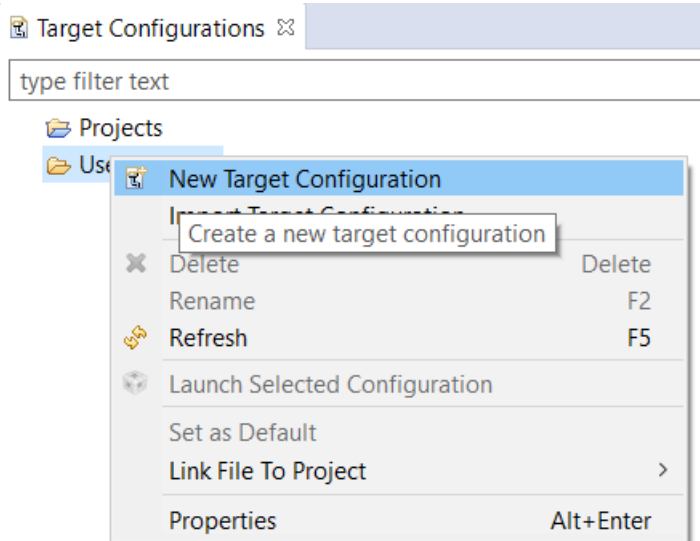 Target Configurations
type filter text
Projects
New Target Configuration
Create a new target configuration
Delete Delete
Rename F2
Refresh F5
Launch Selected Configuration
Set as Default
Link File To Project
Properties Alt+Enter